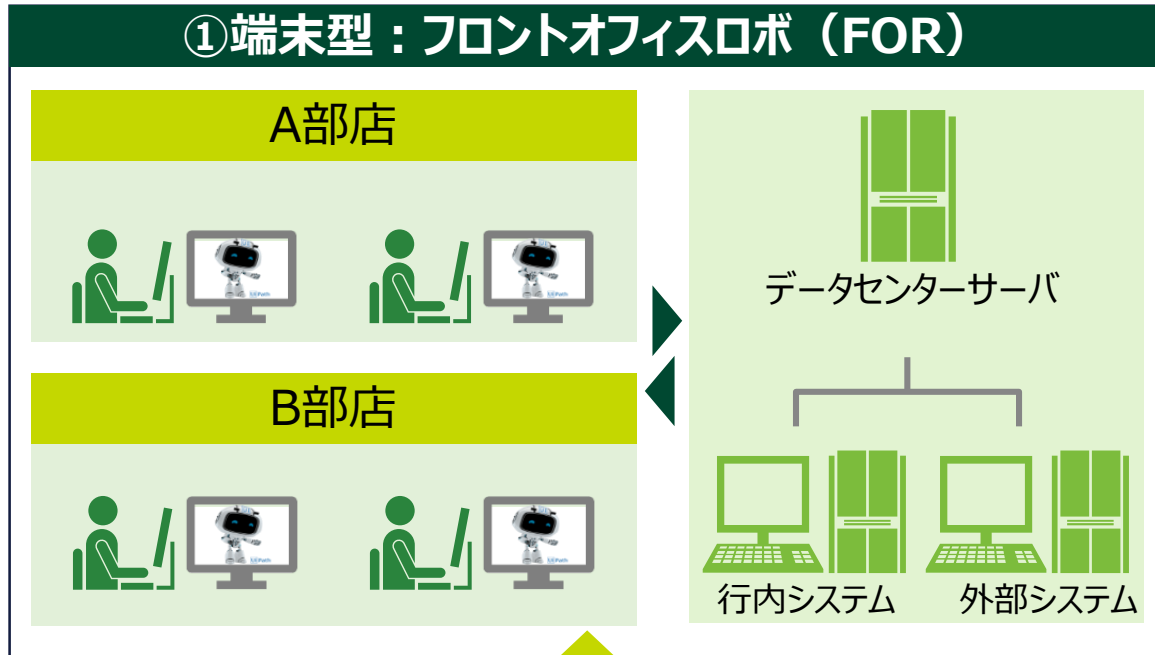 ①端末型：フロントオフィスロボ（FOR）
A部店
データセンターサーバ
B部店
行内システム
外部システム